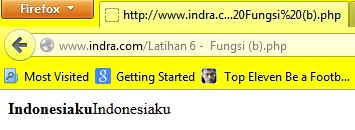 Firefox
http://www.indra.c...20Fungsi%20(b).php
www.indra.com/Latihan 6 - Fungsi (b).php
Most Visited Getting Started Top Eleven Be a Footb...
IndonesiakuIndonesiaku